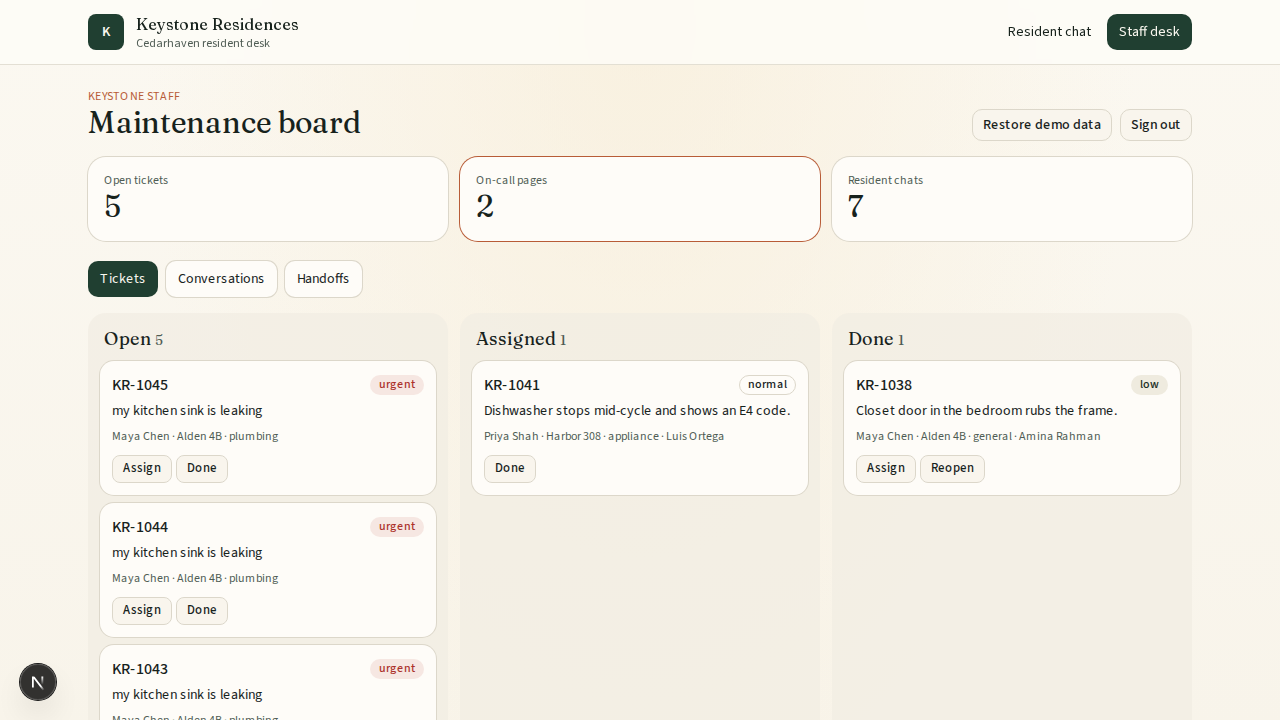 K
Keystone Residences
Cedarhaven resident desk
Resident chat
Staff desk
KEYSTONE STAFF
Maintenance board
Restore demo data
Sign out
Open tickets
5
On-call pages
2
Resident chats
7
Tickets
Conversations
Handoffs
Open 5
KR-1045
urgent
my kitchen sink is leaking
Maya Chen · Alden 4B · plumbing
Assign
Done
KR-1044
urgent
my kitchen sink is leaking
Maya Chen · Alden 4B · plumbing
Assign
Done
KR-1043
urgent
my kitchen sink is leaking
Maya Chen · Alden 4B · plumbing
Assigned 1
KR-1041
normal
Dishwasher stops mid-cycle and shows an E4 code.
Priya Shah · Harbor 308 · appliance · Luis Ortega
Done
Done 1
KR-1038
low
Closet door in the bedroom rubs the frame.
Maya Chen · Alden 4B · general · Amina Rahman
Assign
Reopen
N